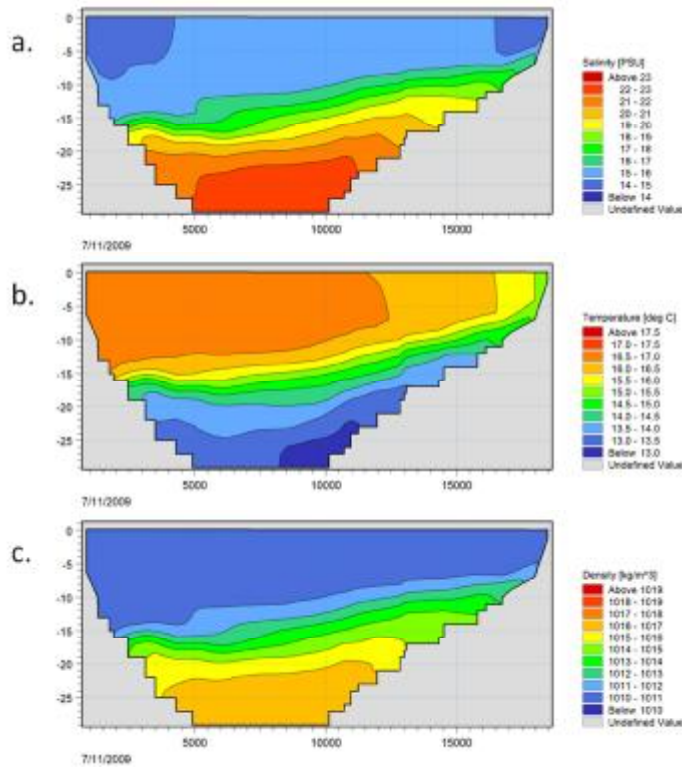 a.
0
-5
-10
-15
-20
-25
5000
10000
15000
7/11/2009
Salinity [PSU]
Above 23
22 - 23
21 - 22
20 - 21
19 - 20
18 - 19
17 - 18
16 - 17
15 - 16
14 - 15
Below 14
Undefined Value
b.
0
-5
-10
-15
-20
-25
5000
10000
15000
7/11/2009
Temperature [deg C]
Above 17.5
17.0 - 17.5
16.5 - 17.0
16.0 - 16.5
15.5 - 16.0
15.0 - 15.5
14.5 - 15.0
14.0 - 14.5
13.5 - 14.0
13.0 - 13.5
Below 13.0
Undefined Value
c.
0
-5
-10
-15
-20
-25
5000
10000
15000
7/11/2009
Density [kg/m^3]
Above 1019
1018 - 1019
1017 - 1018
1016 - 1017
1015 - 1016
1014 - 1015
1013 - 1014
1012 - 1013
1011 - 1012
1010 - 1011
Below 1010
Undefined Value